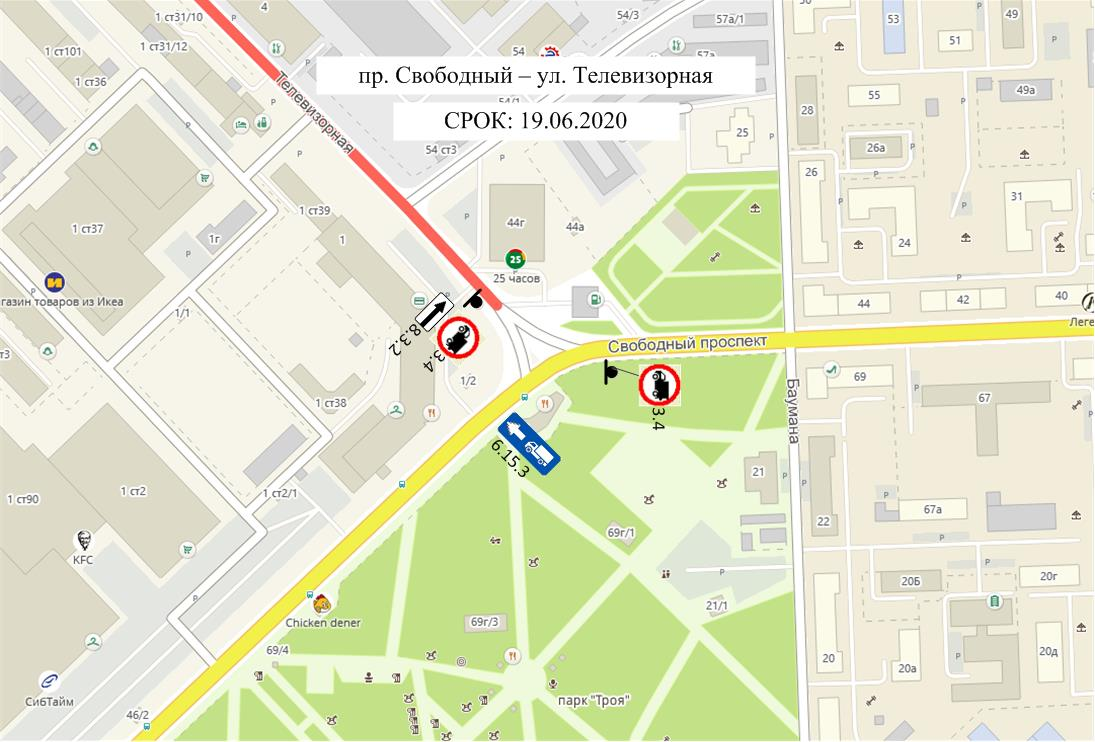 1 ст31/10
4
54/3
57а/1
53
49
1 ст101
1 ст31/12
54
57а
51
1 ст36
пр. Свободный – ул. Телевизорная
СРОК: 19.06.2020
Телевизорная
54/1
54 ст3
55
49а
28
25
26а
26
31
24
1 ст37
1 ст39
1г
1
44г
44а
25
25 часов
газин товаров из Икеа
1/1
44
42
40
Леге
8.3.2
3.4
1/2
Свободный проспект
3.4
Баумана
69
67
1 ст38
6.15.3
1 ст90
1 ст2
1 ст2/1
21
22
67а
KFC
69г/1
20Б
20г
Chicken dener
69г/3
21/1
69/4
20
20а
20д
СибТайм
46/2
парк "Троя"